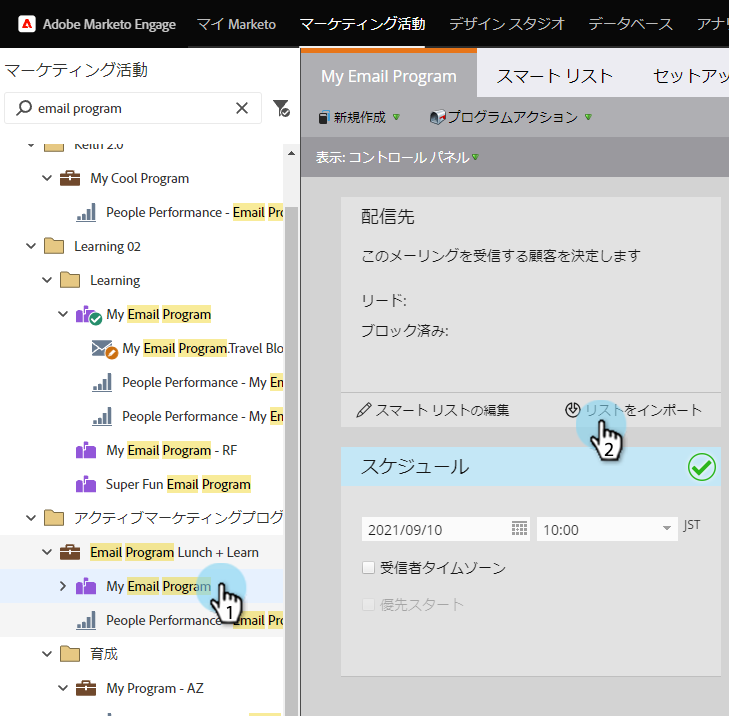 Adobe Marketo Engage マイ Marketo マーケティング活動 デザイン スタジオ データベース
マーケティング活動
email program
Keith 2.0
My Cool Program
People Performance - Email
Learning 02
Learning
My Email Program
My Email Program.Travel
People Performance - My
People Performance - My
My Email Program - RF
Super Fun Email Program
アクティブマーケティングプログ
Email Program Lunch + Learn
My Email Program
1
People Performance - Email
育成
My Program - AZ
My Email Program スマート リスト セットアッ
新規作成 プログラムアクション
表示: コントロール パネル
配信先
このメーリングを受信する顧客を決定します
リード:
ブロック済み:
スマート リストの編集 リストをインポート
2
スケジュール
2021/09/10 10:00 JST
受信者タイムゾーン
優先スタート